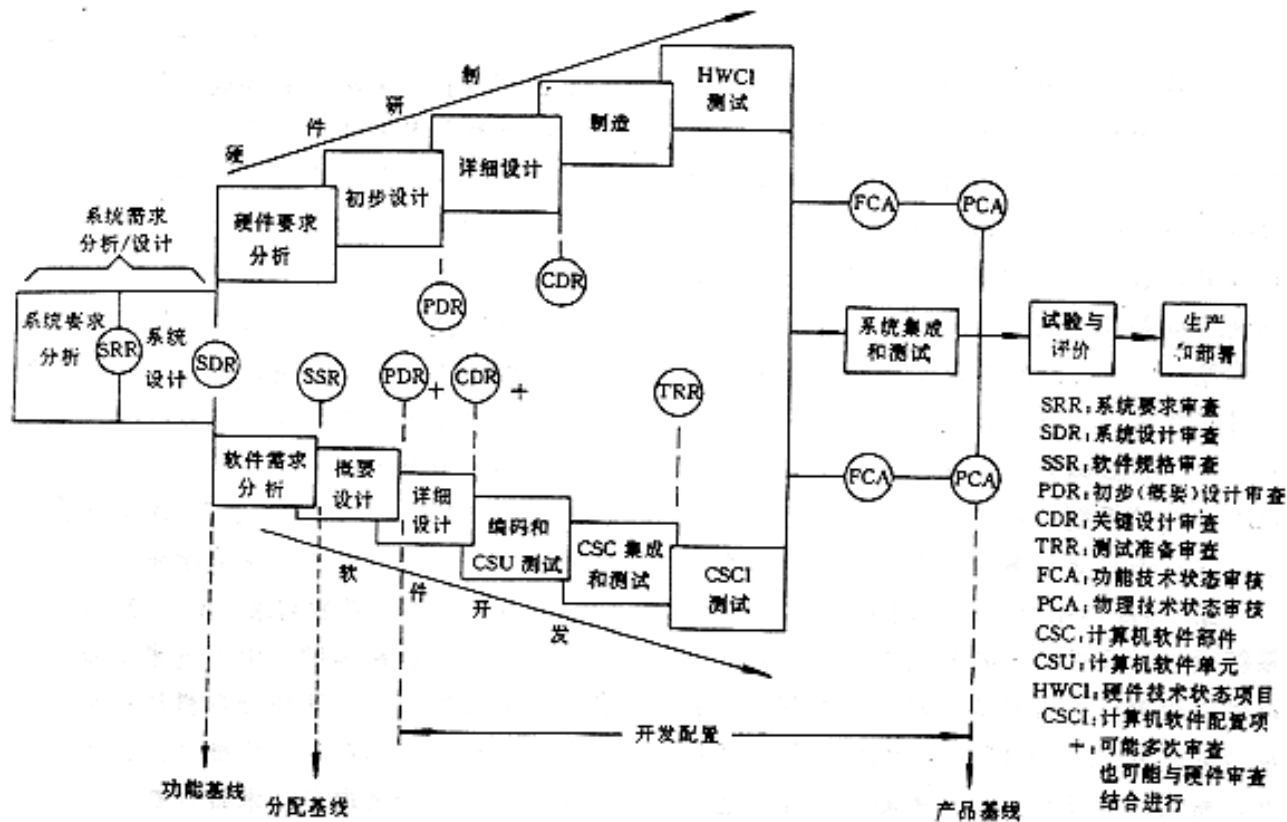 硬件研制
HWCI
测试
制造
详细设计
初步设计
硬件要求
分析
系统需求
分析/设计
FCA
PCA
CDR
PDR
系统要求
分析
SRR
系统
设计
SDR
系统集成
和测试
试验与
评价
生产
和部署
SSR
PDR
+
CDR
+
TRR
软件需求
分析
概要
设计
详细
设计
编码和
CSU 测试
CSC 集成
和测试
CSCI
测试
FCA
PCA
软件开发
SRR:系统要求审查
SDR:系统设计审查
SSR:软件规格审查
PDR:初步(概要)设计审查
CDR:关键设计审查
TRR:测试准备审查
FCA:功能技术状态审核
PCA:物理技术状态审核
CSC:计算机软件部件
CSU:计算机软件单元
HWCI:硬件技术状态项目
CSCI:计算机软件配置项
+:可能多次审查
也可能与硬件审查
结合进行
开发配置
功能基线
分配基线
产品基线